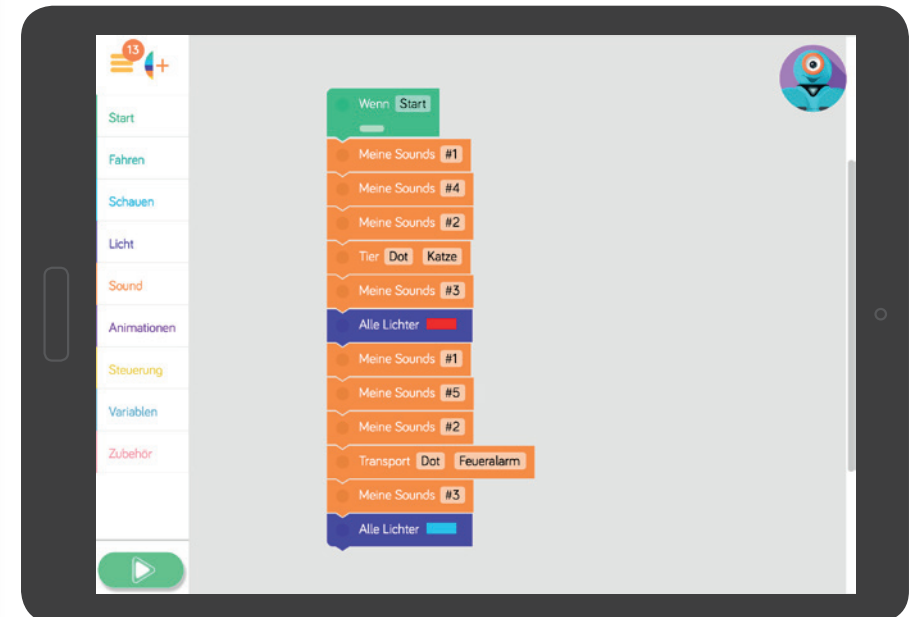 13
Start
Fahren
Schauen
Licht
Sound
Animationen
Steuerung
Variablen
Zubehör
Wenn Start
Meine Sounds #1
Meine Sounds #4
Meine Sounds #2
Tier Dot Katze
Meine Sounds #3
Alle Lichter
Meine Sounds #1
Meine Sounds #5
Meine Sounds #2
Transport Dot Feueralarm
Meine Sounds #3
Alle Lichter